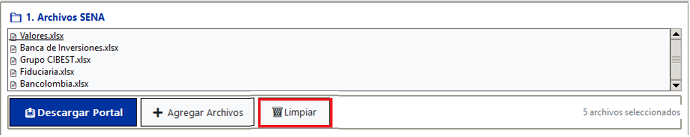 1. Archivos SENA
Valores.xlsx
Banca de Inversiones.xlsx
Grupo CIBEST.xlsx
Fiduciaria.xlsx
Bancolombia.xlsx
Descargar Portal
Agregar Archivos
Limpiar
5 archivos seleccionados